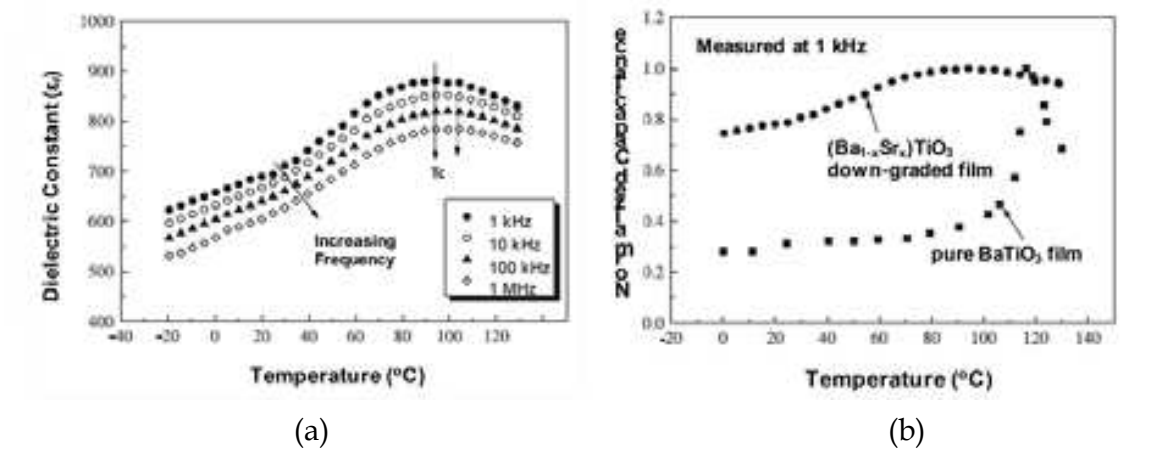 1000
900
800
700
600
500
400
-40
-20
0
20
40
60
80
100
120
140
Dielectric Constant (εr)
Temperature (°C)
Tc
Increasing
Frequency
1 kHz
10 kHz
100 kHz
1 MHz
(a)
1.2
1.0
0.8
0.6
0.4
0.2
0.0
-20
0
20
40
60
80
100
120
140
Measured at 1 kHz
(Ba1-xSrx)TiO3
down-graded film
pure BaTiO3 film
Temperature (°C)
(b)